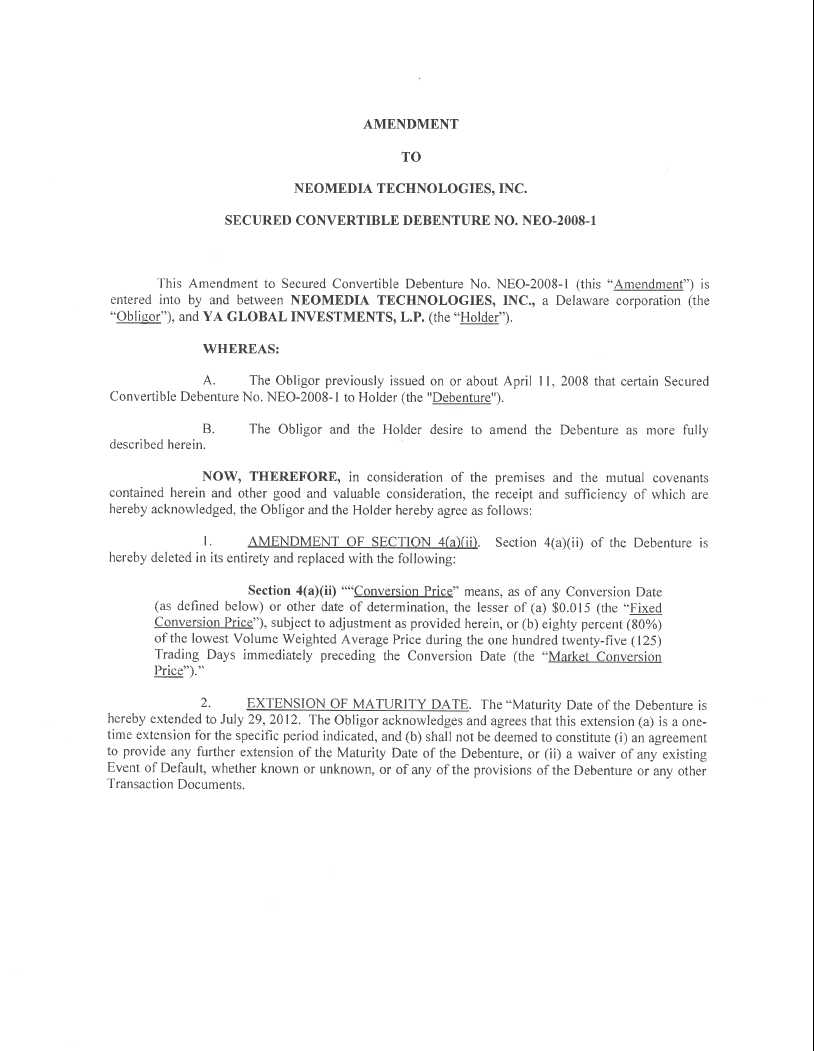 AMENDMENT
TO
NEOMEDIA TECHNOLOGIES, INC.
SECURED CONVERTIBLE DEBENTURE NO. NEO-2008-1
This Amendment to Secured Convertible Debenture No. NEO-2008-1 (this “Amendment”) is
entered into by and between NEOMEDIA TECHNOLOGIES, INC., a Delaware corporation (the
“Obligor”), and YA GLOBAL INVESTMENTS, L.P. (the “Holder”).
WHEREAS:
A. The Obligor previously issued on or about April 11, 2008 that certain Secured
Convertible Debenture No. NEO-2008-1 to Holder (the "Debenture").
B. The Obligor and the Holder desire to amend the Debenture as more fully
described herein.
NOW, THEREFORE, in consideration of the premises and the mutual covenants
contained herein and other good and valuable consideration, the receipt and sufficiency of which are
hereby acknowledged, the Obligor and the Holder hereby agree as follows:
1. AMENDMENT OF SECTION 4(a)(ii). Section 4(a)(ii) of the Debenture is
hereby deleted in its entirety and replaced with the following:
Section 4(a)(ii) ““Conversion Price” means, as of any Conversion Date
(as defined below) or other date of determination, the lesser of (a) $0.015 (the “Fixed
Conversion Price”), subject to adjustment as provided herein, or (b) eighty percent (80%)
of the lowest Volume Weighted Average Price during the one hundred twenty-five (125)
Trading Days immediately preceding the Conversion Date (the “Market Conversion
Price”).”
2. EXTENSION OF MATURITY DATE. The “Maturity Date of the Debenture is
hereby extended to July 29, 2012. The Obligor acknowledges and agrees that this extension (a) is a one-
time extension for the specific period indicated, and (b) shall not be deemed to constitute (i) an agreement
to provide any further extension of the Maturity Date of the Debenture, or (ii) a waiver of any existing
Event of Default, whether known or unknown, or of any of the provisions of the Debenture or any other
Transaction Documents.